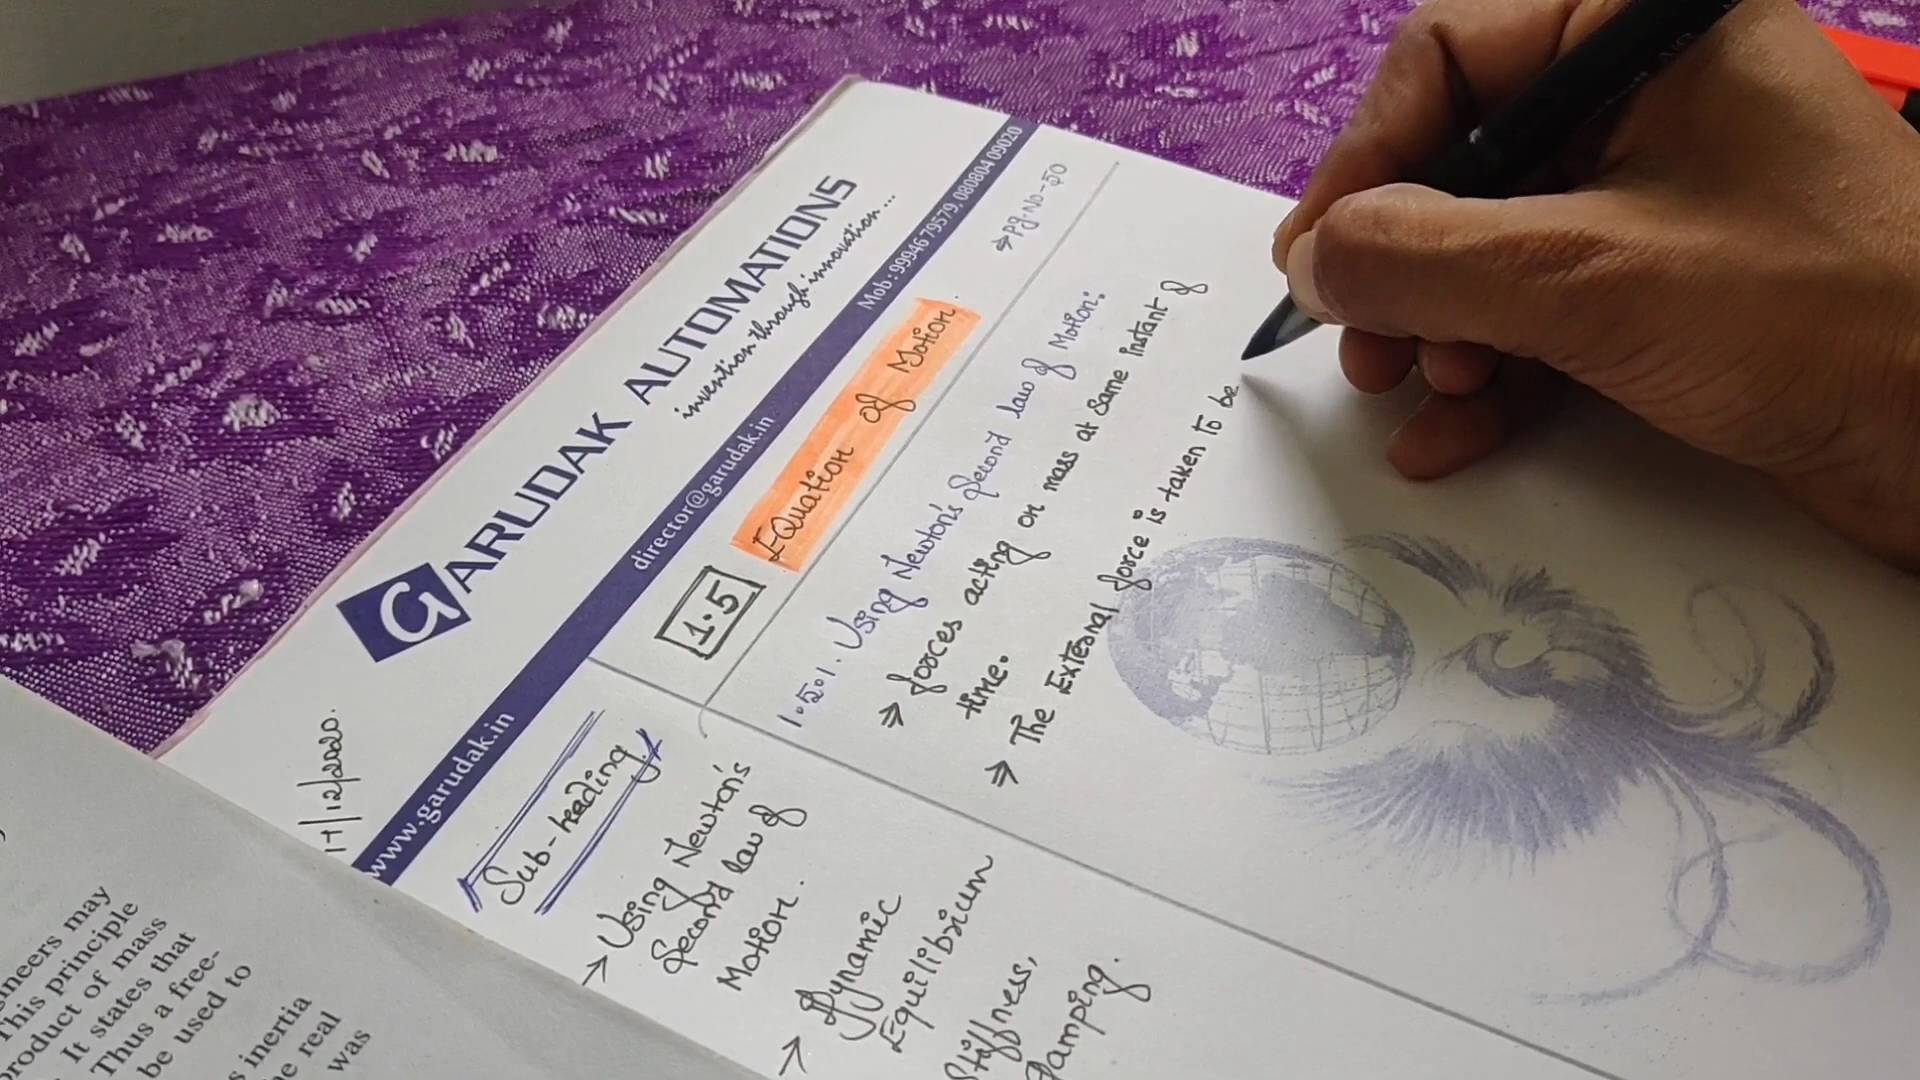 GARUDAK AUTOMATIONS
invention through innovation...
www.garudak.in director@garudak.in Mob : 99946 79579, 080804 09020
17/12/2020.
⇒ Pg.No-50
1.5 Equation of Motion
Sub-heading
→ Using Newton's
Second law of
Motion.
→ Dynamic
Equilibrium
Stiffness,
Damping.
1.5.1. Using Newton's Second law of Motion:
⇒ forces acting on mass at same instant of
time.
⇒ The External force is taken to be
gineers may
This principle
product of mass
It states that
Thus a free-
be used to
inertia
real
was